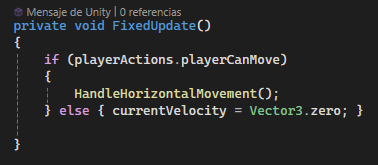 Mensaje de Unity | 0 referencias
private void FixedUpdate()
{
if (playerActions.playerCanMove)
{
HandleHorizontalMovement();
} else { currentVelocity = Vector3.zero; }
}